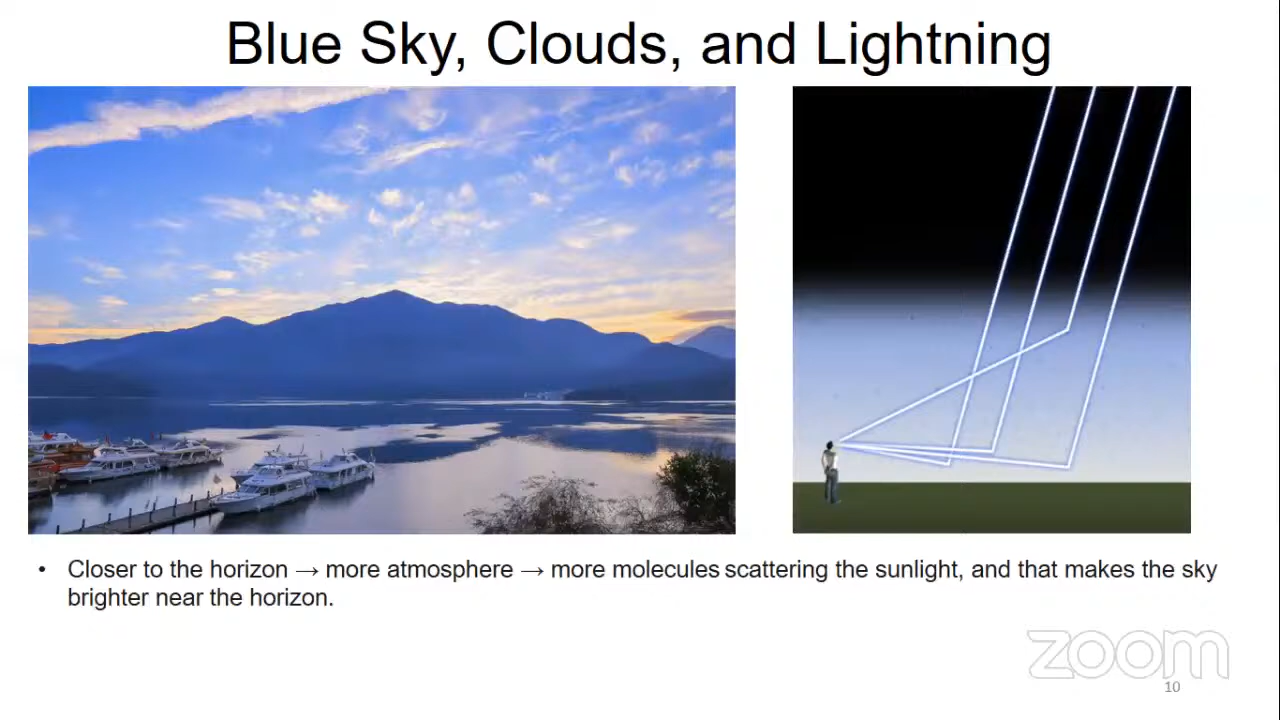 Blue Sky, Clouds, and Lightning
• Closer to the horizon → more atmosphere → more molecules scattering the sunlight, and that makes the sky
brighter near the horizon.
zoom
10